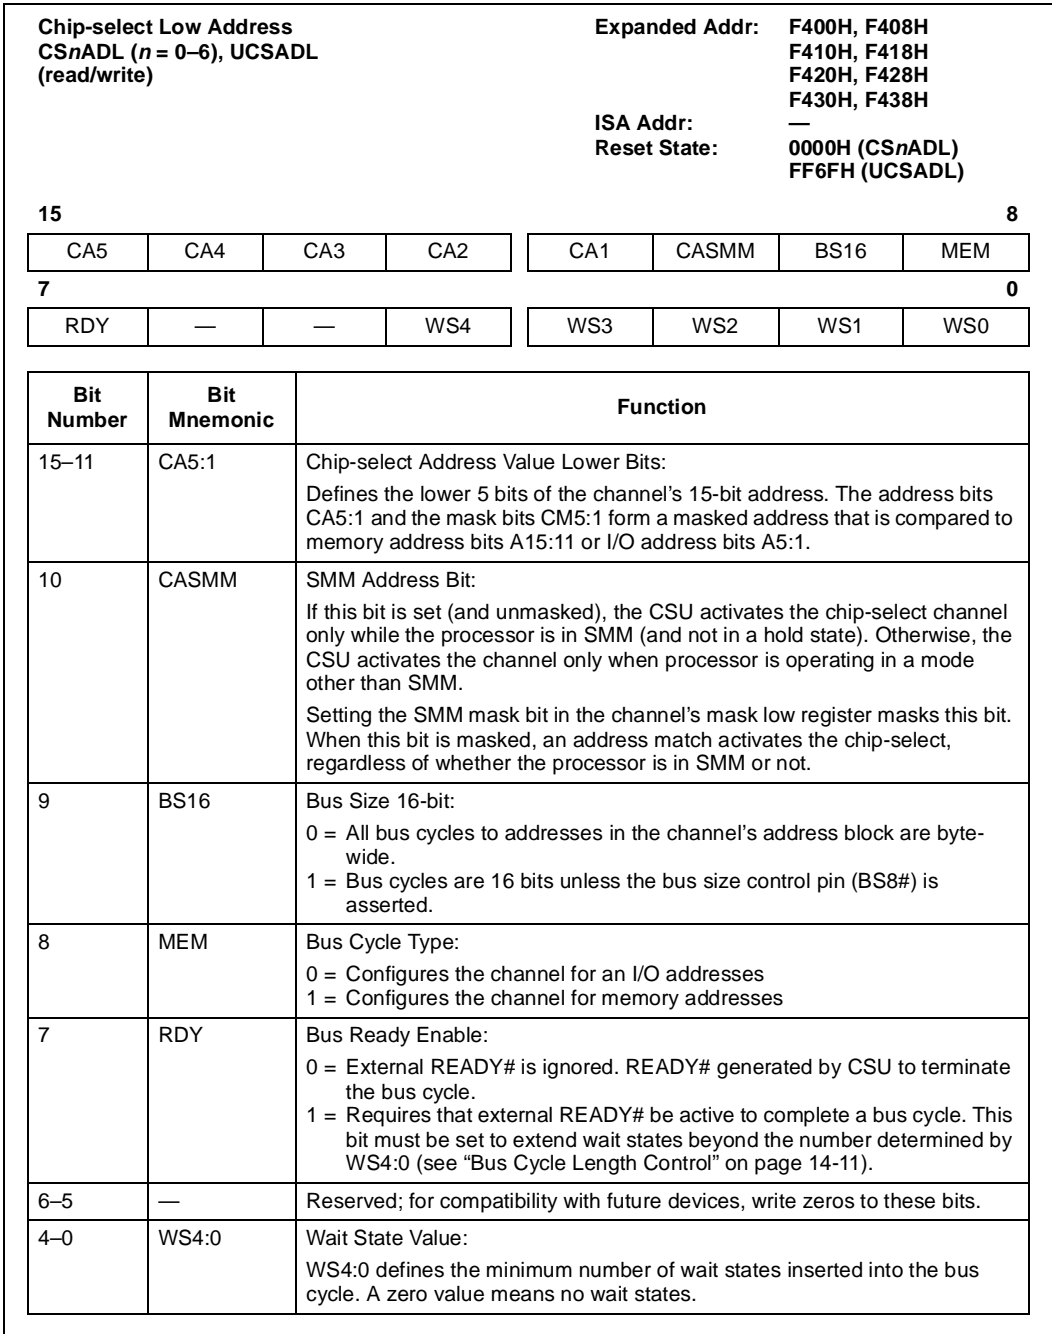 Chip-select Low Address
CSnADL (n = 0–6), UCSADL
(read/write)
Expanded Addr: F400H, F408H
F410H, F418H
F420H, F428H
F430H, F438H
ISA Addr: —
Reset State: 0000H (CSnADL)
FF6FH (UCSADL)
15 8
CA5 CA4 CA3 CA2 CA1 CASMM BS16 MEM
7 0
RDY — — WS4 WS3 WS2 WS1 WS0
Bit Number Bit Mnemonic Function
15–11 CA5:1 Chip-select Address Value Lower Bits:
Defines the lower 5 bits of the channel's 15-bit address. The address bits
CA5:1 and the mask bits CM5:1 form a masked address that is compared to
memory address bits A15:11 or I/O address bits A5:1.
10 CASMM SMM Address Bit:
If this bit is set (and unmasked), the CSU activates the chip-select channel
only while the processor is in SMM (and not in a hold state). Otherwise, the
CSU activates the channel only when processor is operating in a mode
other than SMM.
Setting the SMM mask bit in the channel's mask low register masks this bit.
When this bit is masked, an address match activates the chip-select,
regardless of whether the processor is in SMM or not.
9 BS16 Bus Size 16-bit:
0 = All bus cycles to addresses in the channel's address block are byte-
wide.
1 = Bus cycles are 16 bits unless the bus size control pin (BS8#) is
asserted.
8 MEM Bus Cycle Type:
0 = Configures the channel for an I/O addresses
1 = Configures the channel for memory addresses
7 RDY Bus Ready Enable:
0 = External READY# is ignored. READY# generated by CSU to terminate
the bus cycle.
1 = Requires that external READY# be active to complete a bus cycle. This
bit must be set to extend wait states beyond the number determined by
WS4:0 (see "Bus Cycle Length Control" on page 14-11).
6–5 — Reserved; for compatibility with future devices, write zeros to these bits.
4–0 WS4:0 Wait State Value:
WS4:0 defines the minimum number of wait states inserted into the bus
cycle. A zero value means no wait states.